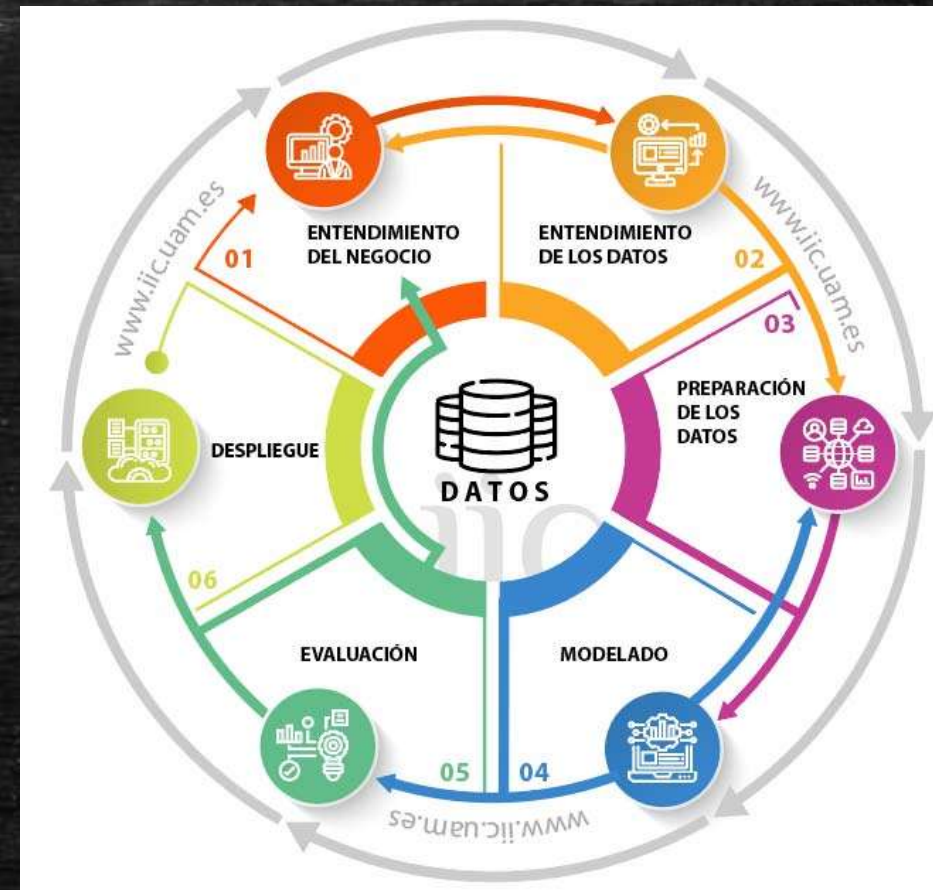 01
ENTENDIMIENTO
DEL NEGOCIO
ENTENDIMIENTO
DE LOS DATOS
02
03
PREPARACIÓN
DE LOS
DATOS
MODELADO
04
05
EVALUACIÓN
06
DESPLIEGUE
DATOS
iic
www.iic.uam.es
www.iic.uam.es
www.iic.uam.es